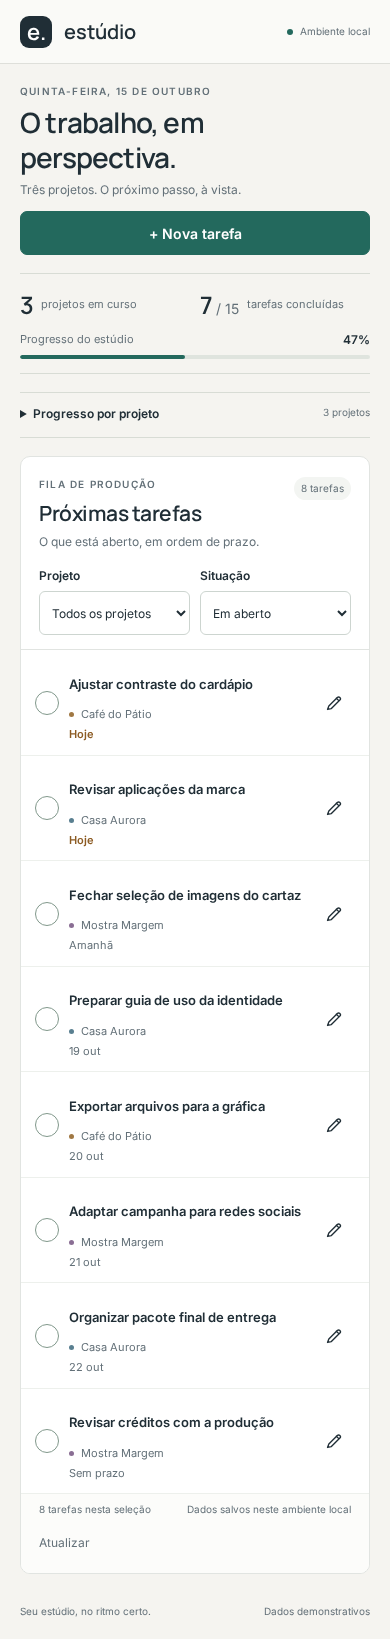 e. estúdio
Ambiente local
QUINTA-FEIRA, 15 DE OUTUBRO
O trabalho, em
perspectiva.
Três projetos. O próximo passo, à vista.
+ Nova tarefa
3 projetos em curso
7 / 15 tarefas concluídas
Progresso do estúdio
47%
Progresso por projeto
3 projetos
FILA DE PRODUÇÃO
8 tarefas
Próximas tarefas
O que está aberto, em ordem de prazo.
Projeto
Situação
Todos os projetos
Em aberto
Ajustar contraste do cardápio
Café do Pátio
Hoje
Revisar aplicações da marca
Casa Aurora
Hoje
Fechar seleção de imagens do cartaz
Mostra Margem
Amanhã
Preparar guia de uso da identidade
Casa Aurora
19 out
Exportar arquivos para a gráfica
Café do Pátio
20 out
Adaptar campanha para redes sociais
Mostra Margem
21 out
Organizar pacote final de entrega
Casa Aurora
22 out
Revisar créditos com a produção
Mostra Margem
Sem prazo
8 tarefas nesta seleção
Dados salvos neste ambiente local
Atualizar
Seu estúdio, no ritmo certo.
Dados demonstrativos